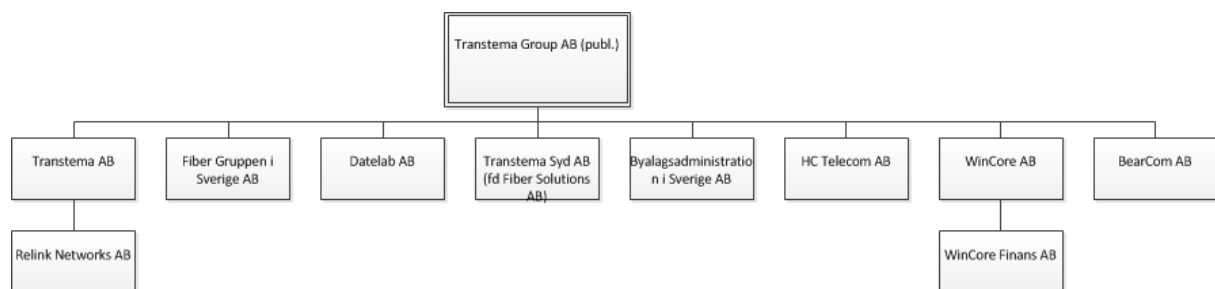 Transtema Group AB (publ.)
Transtema AB
Fiber Gruppen i
Sverige AB
Datelab AB
Transtema Syd AB
(fd Fiber Solutions
AB)
Byalagsadministratio
n i Sverige AB
HC Telecom AB
WinCore AB
BearCom AB
Relink Networks AB
WinCore Finans AB